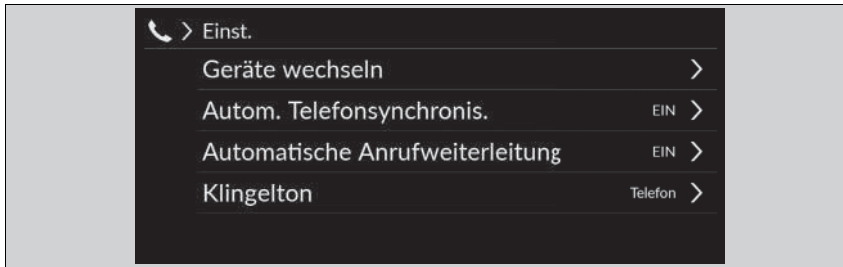 Einst.
Geräte wechseln
Autom. Telefonsynchronis. EIN
Automatische Anrufweiterleitung EIN
Klingelton Telefon